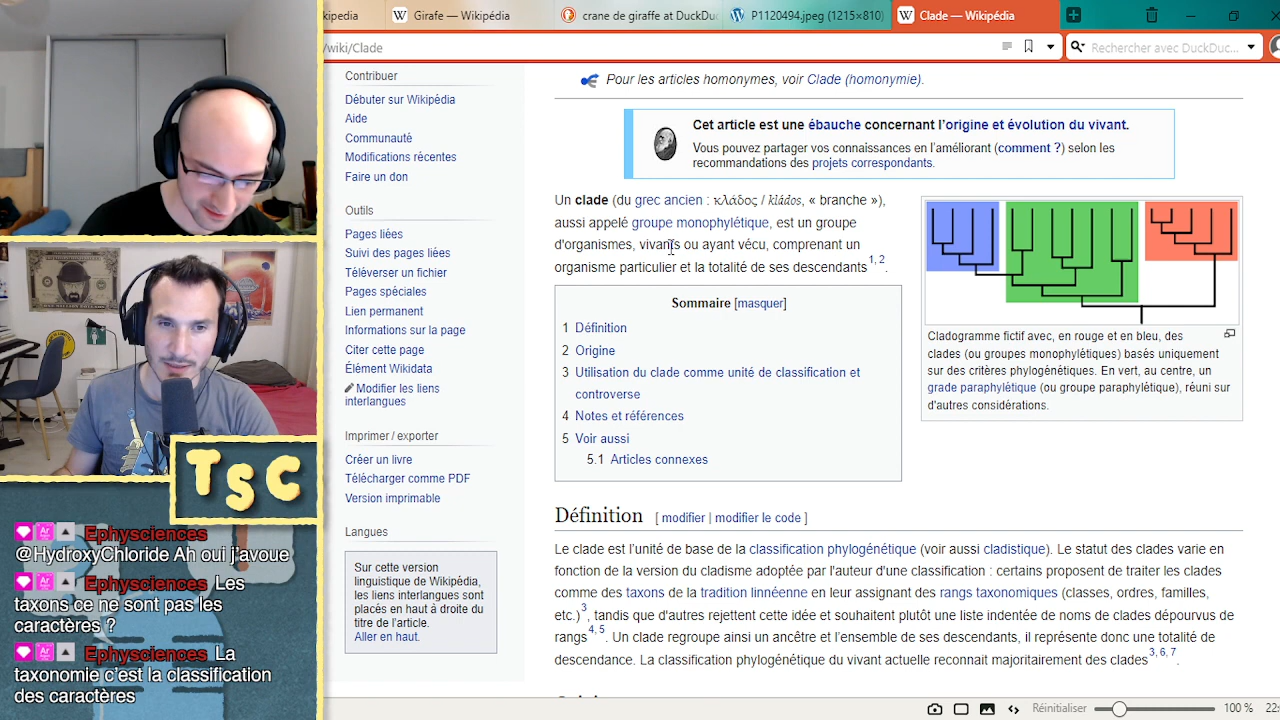 kipedia
Girafe — Wikipédia
crane de giraffe at DuckDu
P1120494.jpeg (1215×810)
Clade — Wikipédia
/wiki/Clade
Rechercher avec DuckDuc...
Contribuer
Débuter sur Wikipédia
Aide
Communauté
Modifications récentes
Faire un don
Outils
Pages liées
Suivi des pages liées
Téléverser un fichier
Pages spéciales
Lien permanent
Informations sur la page
Citer cette page
Élément Wikidata
Modifier les liens
interlangues
Imprimer / exporter
Créer un livre
Télécharger comme PDF
Version imprimable
Langues
Sur cette version
linguistique de Wikipédia,
les liens interlangues sont
placés en haut à droite du
titre de l'article.
Aller en haut.
Pour les articles homonymes, voir Clade (homonymie).
Cet article est une ébauche concernant l'origine et évolution du vivant.
Vous pouvez partager vos connaissances en l'améliorant (comment ?) selon les
recommandations des projets correspondants.
Un clade (du grec ancien : κλάδος / kládos, « branche »),
aussi appelé groupe monophylétique, est un groupe
d'organismes, vivants ou ayant vécu, comprenant un
organisme particulier et la totalité de ses descendants1, 2.
Sommaire [masquer]
1 Définition
2 Origine
3 Utilisation du clade comme unité de classification et
controverse
4 Notes et références
5 Voir aussi
5.1 Articles connexes
Cladogramme fictif avec, en rouge et en bleu, des
clades (ou groupes monophylétiques) basés uniquement
sur des critères phylogénétiques. En vert, au centre, un
grade paraphylétique (ou groupe paraphylétique), réuni sur
d'autres considérations.
Définition [ modifier | modifier le code ]
Le clade est l'unité de base de la classification phylogénétique (voir aussi cladistique). Le statut des clades varie en
fonction de la version du cladisme adoptée par l'auteur d'une classification : certains proposent de traiter les clades
comme des taxons de la tradition linnéenne en leur assignant des rangs taxonomiques (classes, ordres, familles,
etc.)3, tandis que d'autres rejettent cette idée et souhaitent plutôt une liste indentée de noms de clades dépourvus de
rangs4, 5. Un clade regroupe ainsi un ancêtre et l'ensemble de ses descendants, il représente donc une totalité de
descendance. La classification phylogénétique du vivant actuelle reconnait majoritairement des clades3, 6, 7.
Réinitialiser
100 %
22:
TSC
Ar Ephysciences
@HydroxyChloride Ah oui j'avoue
Ar Ephysciences Les
taxons ce ne sont pas les
caractères ?
Ar Ephysciences La
taxonomie c'est la classification
des caractères